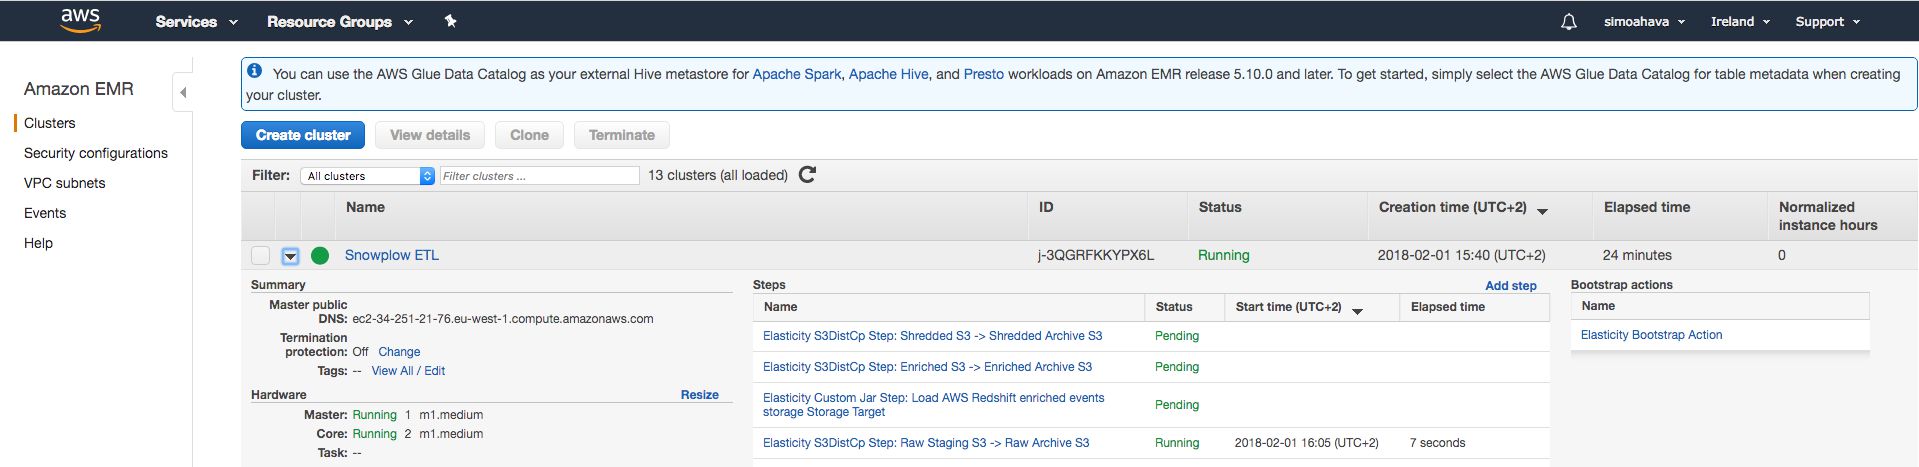 aws Services Resource Groups simoahava Ireland Support
You can use the AWS Glue Data Catalog as your external Hive metastore for Apache Spark, Apache Hive, and Presto workloads on Amazon EMR release 5.10.0 and later. To get started, simply select the AWS Glue Data Catalog for table metadata when creating
your cluster.
Amazon EMR
Clusters
Security configurations
VPC subnets
Events
Help
Create cluster View details Clone Terminate
Filter: All clusters Filter clusters ... 13 clusters (all loaded)
Name ID Status Creation time (UTC+2) Elapsed time Normalized
instance hours
Snowplow ETL j-3QGRFKKYPX6L Running 2018-02-01 15:40 (UTC+2) 24 minutes 0
Summary
Master public
DNS: ec2-34-251-21-76.eu-west-1.compute.amazonaws.com
Termination
protection: Off Change
Tags: -- View All / Edit
Hardware Resize
Master: Running 1 m1.medium
Core: Running 2 m1.medium
Task: --
Steps Add step
Name Status Start time (UTC+2) Elapsed time
Elasticity S3DistCp Step: Shredded S3 -> Shredded Archive S3 Pending
Elasticity S3DistCp Step: Enriched S3 -> Enriched Archive S3 Pending
Elasticity Custom Jar Step: Load AWS Redshift enriched events
storage Storage Target Pending
Elasticity S3DistCp Step: Raw Staging S3 -> Raw Archive S3 Running 2018-02-01 16:05 (UTC+2) 7 seconds
Bootstrap actions
Name
Elasticity Bootstrap Action